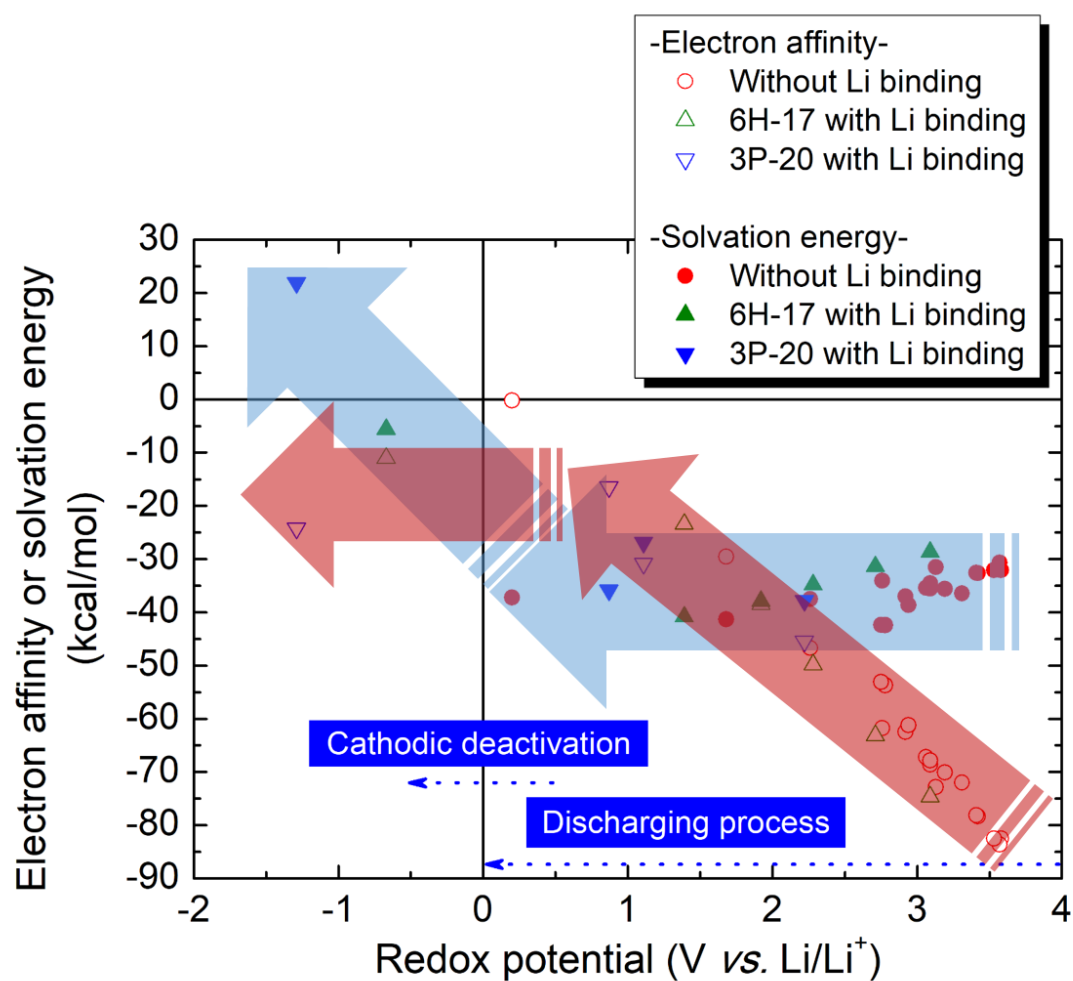 -Electron affinity-
Without Li binding
6H-17 with Li binding
3P-20 with Li binding
-Solvation energy-
Without Li binding
6H-17 with Li binding
3P-20 with Li binding
Electron affinity or solvation energy
(kcal/mol)
30
20
10
0
-10
-20
-30
-40
-50
-60
-70
-80
-90
Cathodic deactivation
Discharging process
-2
-1
0
1
2
3
4
Redox potential (V vs. Li/Li⁺)